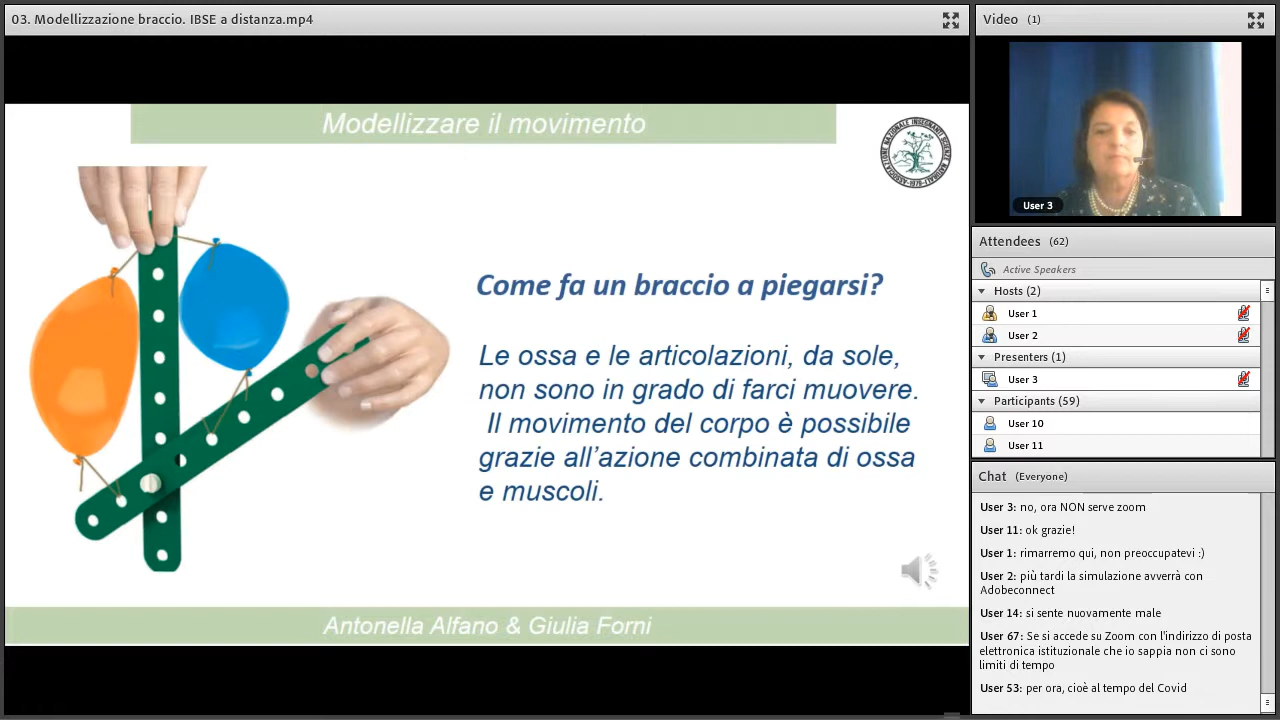 03. Modellizzazione braccio. IBSE a distanza.mp4
Modellizzare il movimento
ASSOCIAZIONE NAZIONALE INSEGNANTI SCIENZE NATURALI-1979-
Come fa un braccio a piegarsi?
Le ossa e le articolazioni, da sole,
non sono in grado di farci muovere.
Il movimento del corpo è possibile
grazie all’azione combinata di ossa
e muscoli.
Antonella Alfano & Giulia Forni
Video (1)
User 3
Attendees (62)
Active Speakers
Hosts (2)
User 1
User 2
Presenters (1)
User 3
Participants (59)
User 10
User 11
Chat (Everyone)
User 3: no, ora NON serve zoom
User 11: ok grazie!
User 1: rimarremo qui, non preoccupatevi :)
User 2: più tardi la simulazione avverrà con
Adobeconnect
User 14: si sente nuovamente male
User 67: Se si accede su Zoom con l'indirizzo di posta
elettronica istituzionale che io sappia non ci sono
limiti di tempo
User 53: per ora, cioè al tempo del Covid